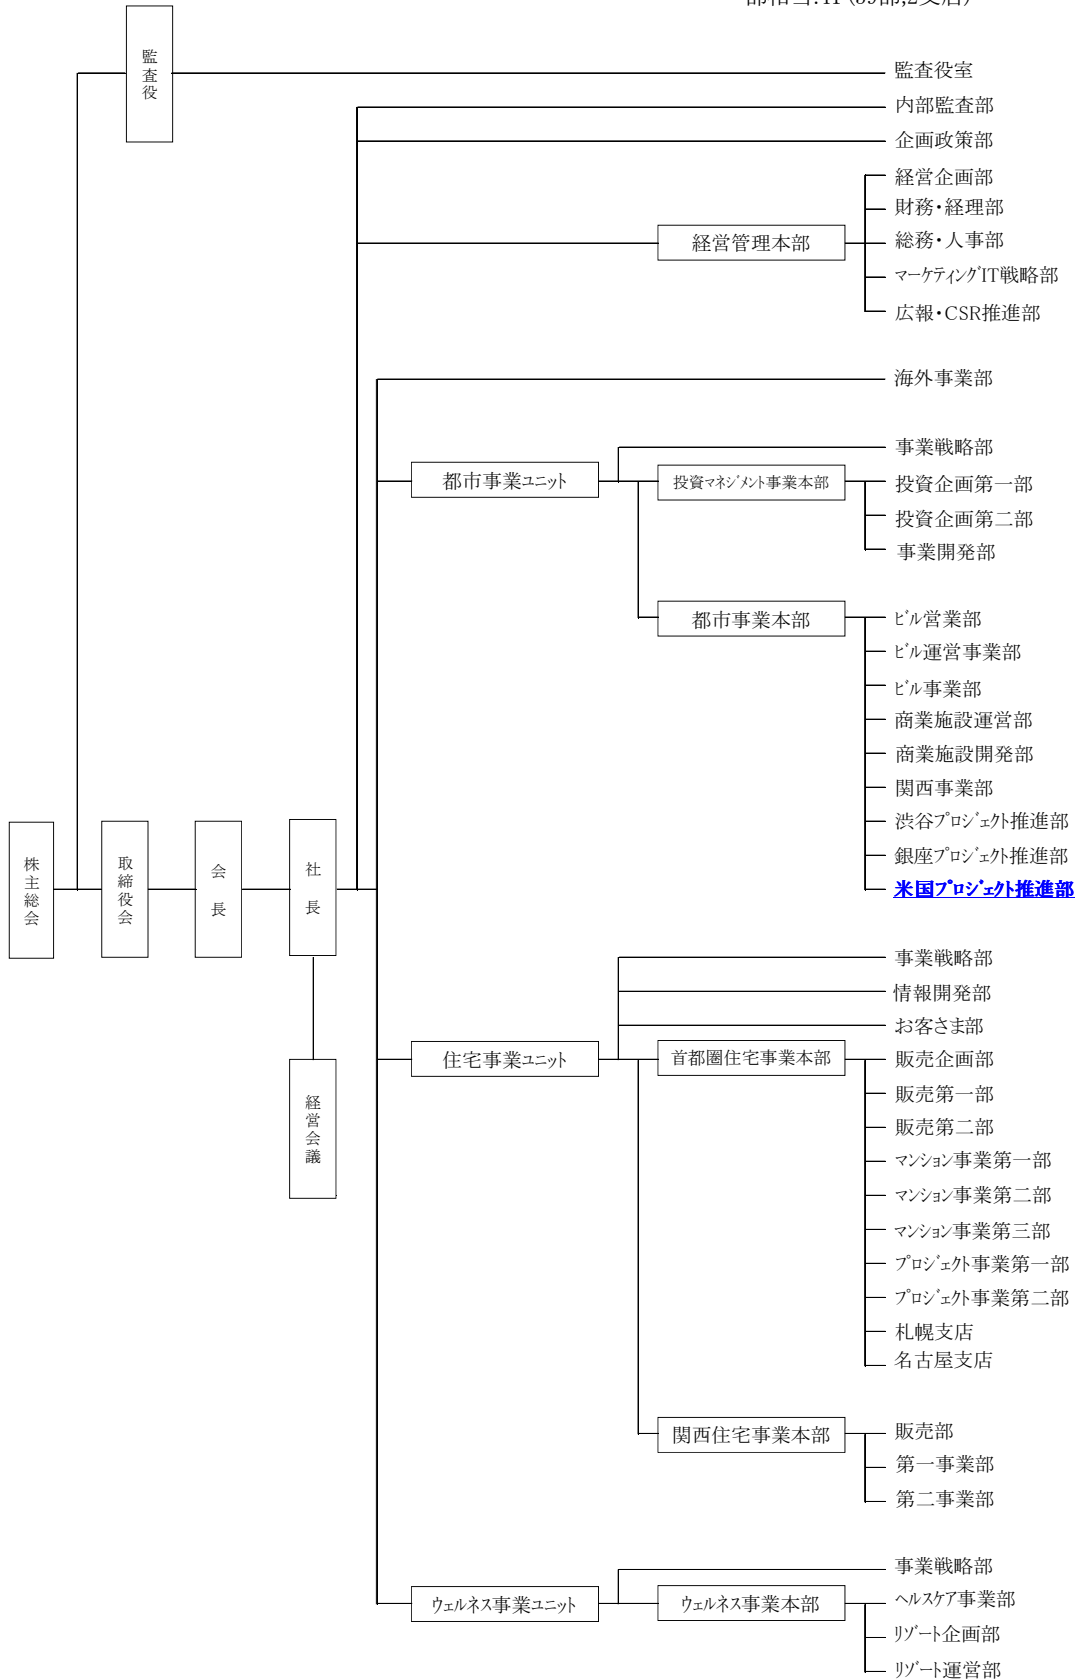 監査役
監査役室
内部監査部
企画政策部
経営管理本部
経営企画部
財務・経理部
総務・人事部
マーケティングIT戦略部
広報・CSR推進部
海外事業部
都市事業ユニット
事業戦略部
投資マネジメント事業本部
投資企画第一部
投資企画第二部
事業開発部
都市事業本部
ビル営業部
ビル運営事業部
ビル事業部
商業施設運営部
商業施設開発部
関西事業部
渋谷プロジェクト推進部
銀座プロジェクト推進部
米国プロジェクト推進部
株主総会
取締役会
会長
社長
経営会議
住宅事業ユニット
事業戦略部
情報開発部
お客さま部
首都圏住宅事業本部
販売企画部
販売第一部
販売第二部
マンション事業第一部
マンション事業第二部
マンション事業第三部
プロジェクト事業第一部
プロジェクト事業第二部
札幌支店
名古屋支店
関西住宅事業本部
販売部
第一事業部
第二事業部
ウェルネス事業ユニット
事業戦略部
ウェルネス事業本部
ヘルスケア事業部
リゾート企画部
リゾート運営部